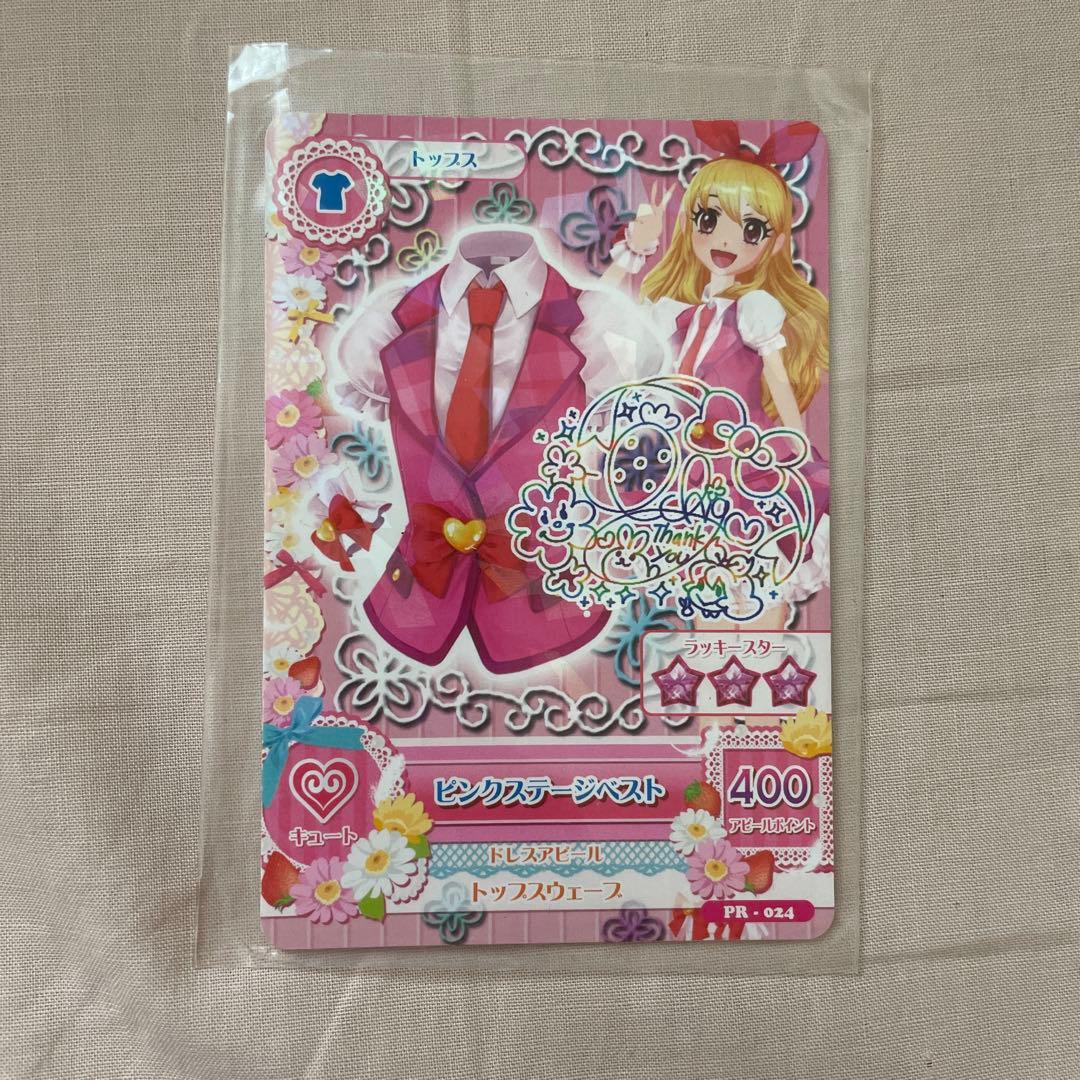 トップス
Thank
You
ラッキースター
ピンクステージベスト
400
アピールポイント
キュート
ドレスアピール
トップスウェーブ
PR - 024